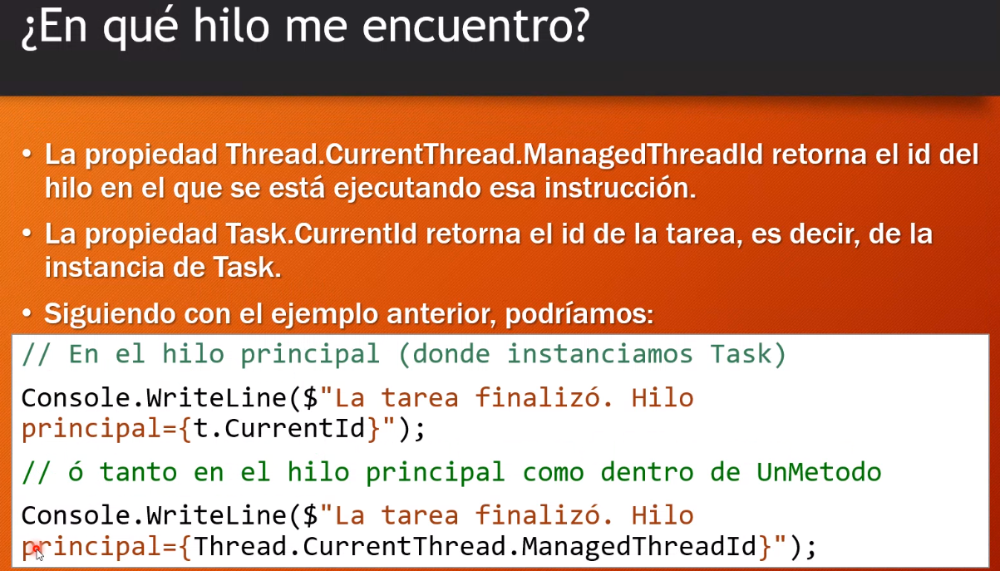 ¿En qué hilo me encuentro?
• La propiedad Thread.CurrentThread.ManagedThreadId retorna el id del
hilo en el que se está ejecutando esa instrucción.
• La propiedad Task.CurrentId retorna el id de la tarea, es decir, de la
instancia de Task.
• Siguiendo con el ejemplo anterior, podríamos:
// En el hilo principal (donde instanciamos Task)
Console.WriteLine($"La tarea finalizó. Hilo
principal={t.CurrentId}");
// ó tanto en el hilo principal como dentro de UnMetodo
Console.WriteLine($"La tarea finalizó. Hilo
principal={Thread.CurrentThread.ManagedThreadId}");